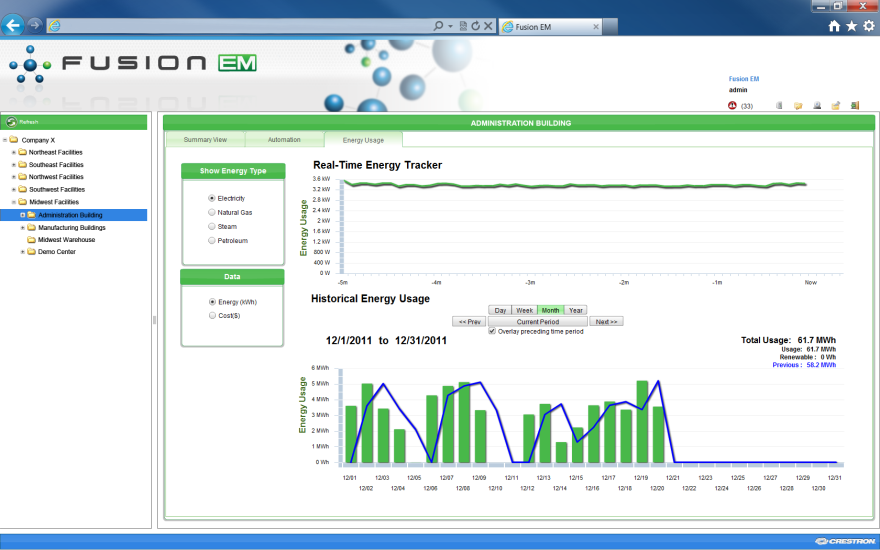 Fusion EM
FUSION EM
Fusion EM
admin
(33)
Refresh
Company X
Northeast Facilities
Southeast Facilities
Northwest Facilities
Southwest Facilities
Midwest Facilities
Administration Building
Manufacturing Buildings
Midwest Warehouse
Demo Center
ADMINISTRATION BUILDING
Summary View Automation Energy Usage
Show Energy Type
Electricity
Natural Gas
Steam
Petroleum
Data
Energy (kWh)
Cost($)
Real-Time Energy Tracker
Energy Usage
3.6 kW
3.2 kW
2.8 kW
2.4 kW
2 kW
1.6 kW
1.2 kW
800 W
400 W
0 W
-5m -4m -3m -2m -1m Now
Historical Energy Usage
Day Week Month Year
<< Prev Current Period Next >>
Overlay preceding time period
12/1/2011 to 12/31/2011
Total Usage: 61.7 MWh
Usage: 61.7 MWh
Renewable: 0 Wh
Previous: 58.2 MWh
Energy Usage
6 MWh
5 MWh
4 MWh
3 MWh
2 MWh
1 MWh
0 Wh
12/01 12/03 12/05 12/07 12/09 12/11 12/13 12/15 12/17 12/19 12/21 12/23 12/25 12/27 12/29 12/31
12/02 12/04 12/06 12/08 12/10 12/12 12/14 12/16 12/18 12/20 12/22 12/24 12/26 12/28 12/30
CRESTRON